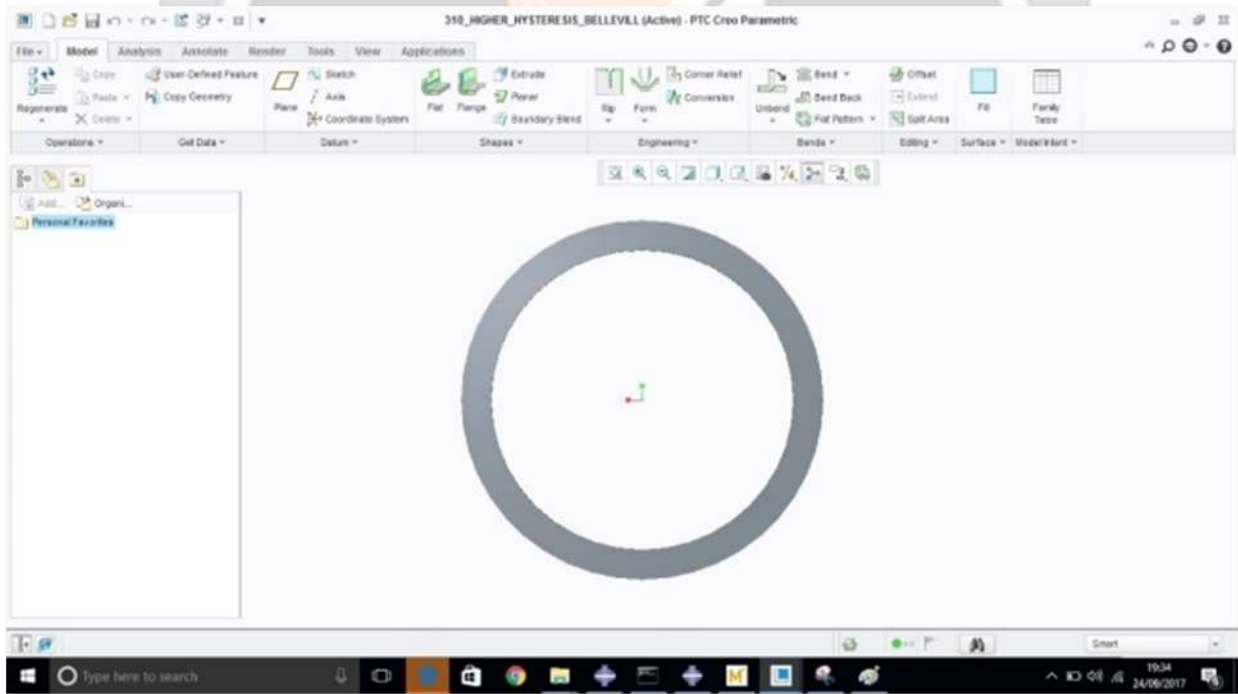 310_HIGHER_HYSTERESIS_BELLEVILL (Active) - PTC Creo Parametric
File Model Analysis Annotate Render Tools View Applications
Copy User-Defined Feature Sketch Extrude Corner Relief Bend Offset
Regenerate Paste Copy Geometry Plane Axis Flat Flange Planar Rip Form Conversion Unbend Bend Back Extend Fill Family Table
Delete Coordinate System Boundary Blend Flat Pattern Split Area
Operations Get Data Datum Shapes Engineering Bends Editing Surface Model Intent
Add... Organi...
Personal Favorites
Smart
Type here to search
19:34
24/09/2017